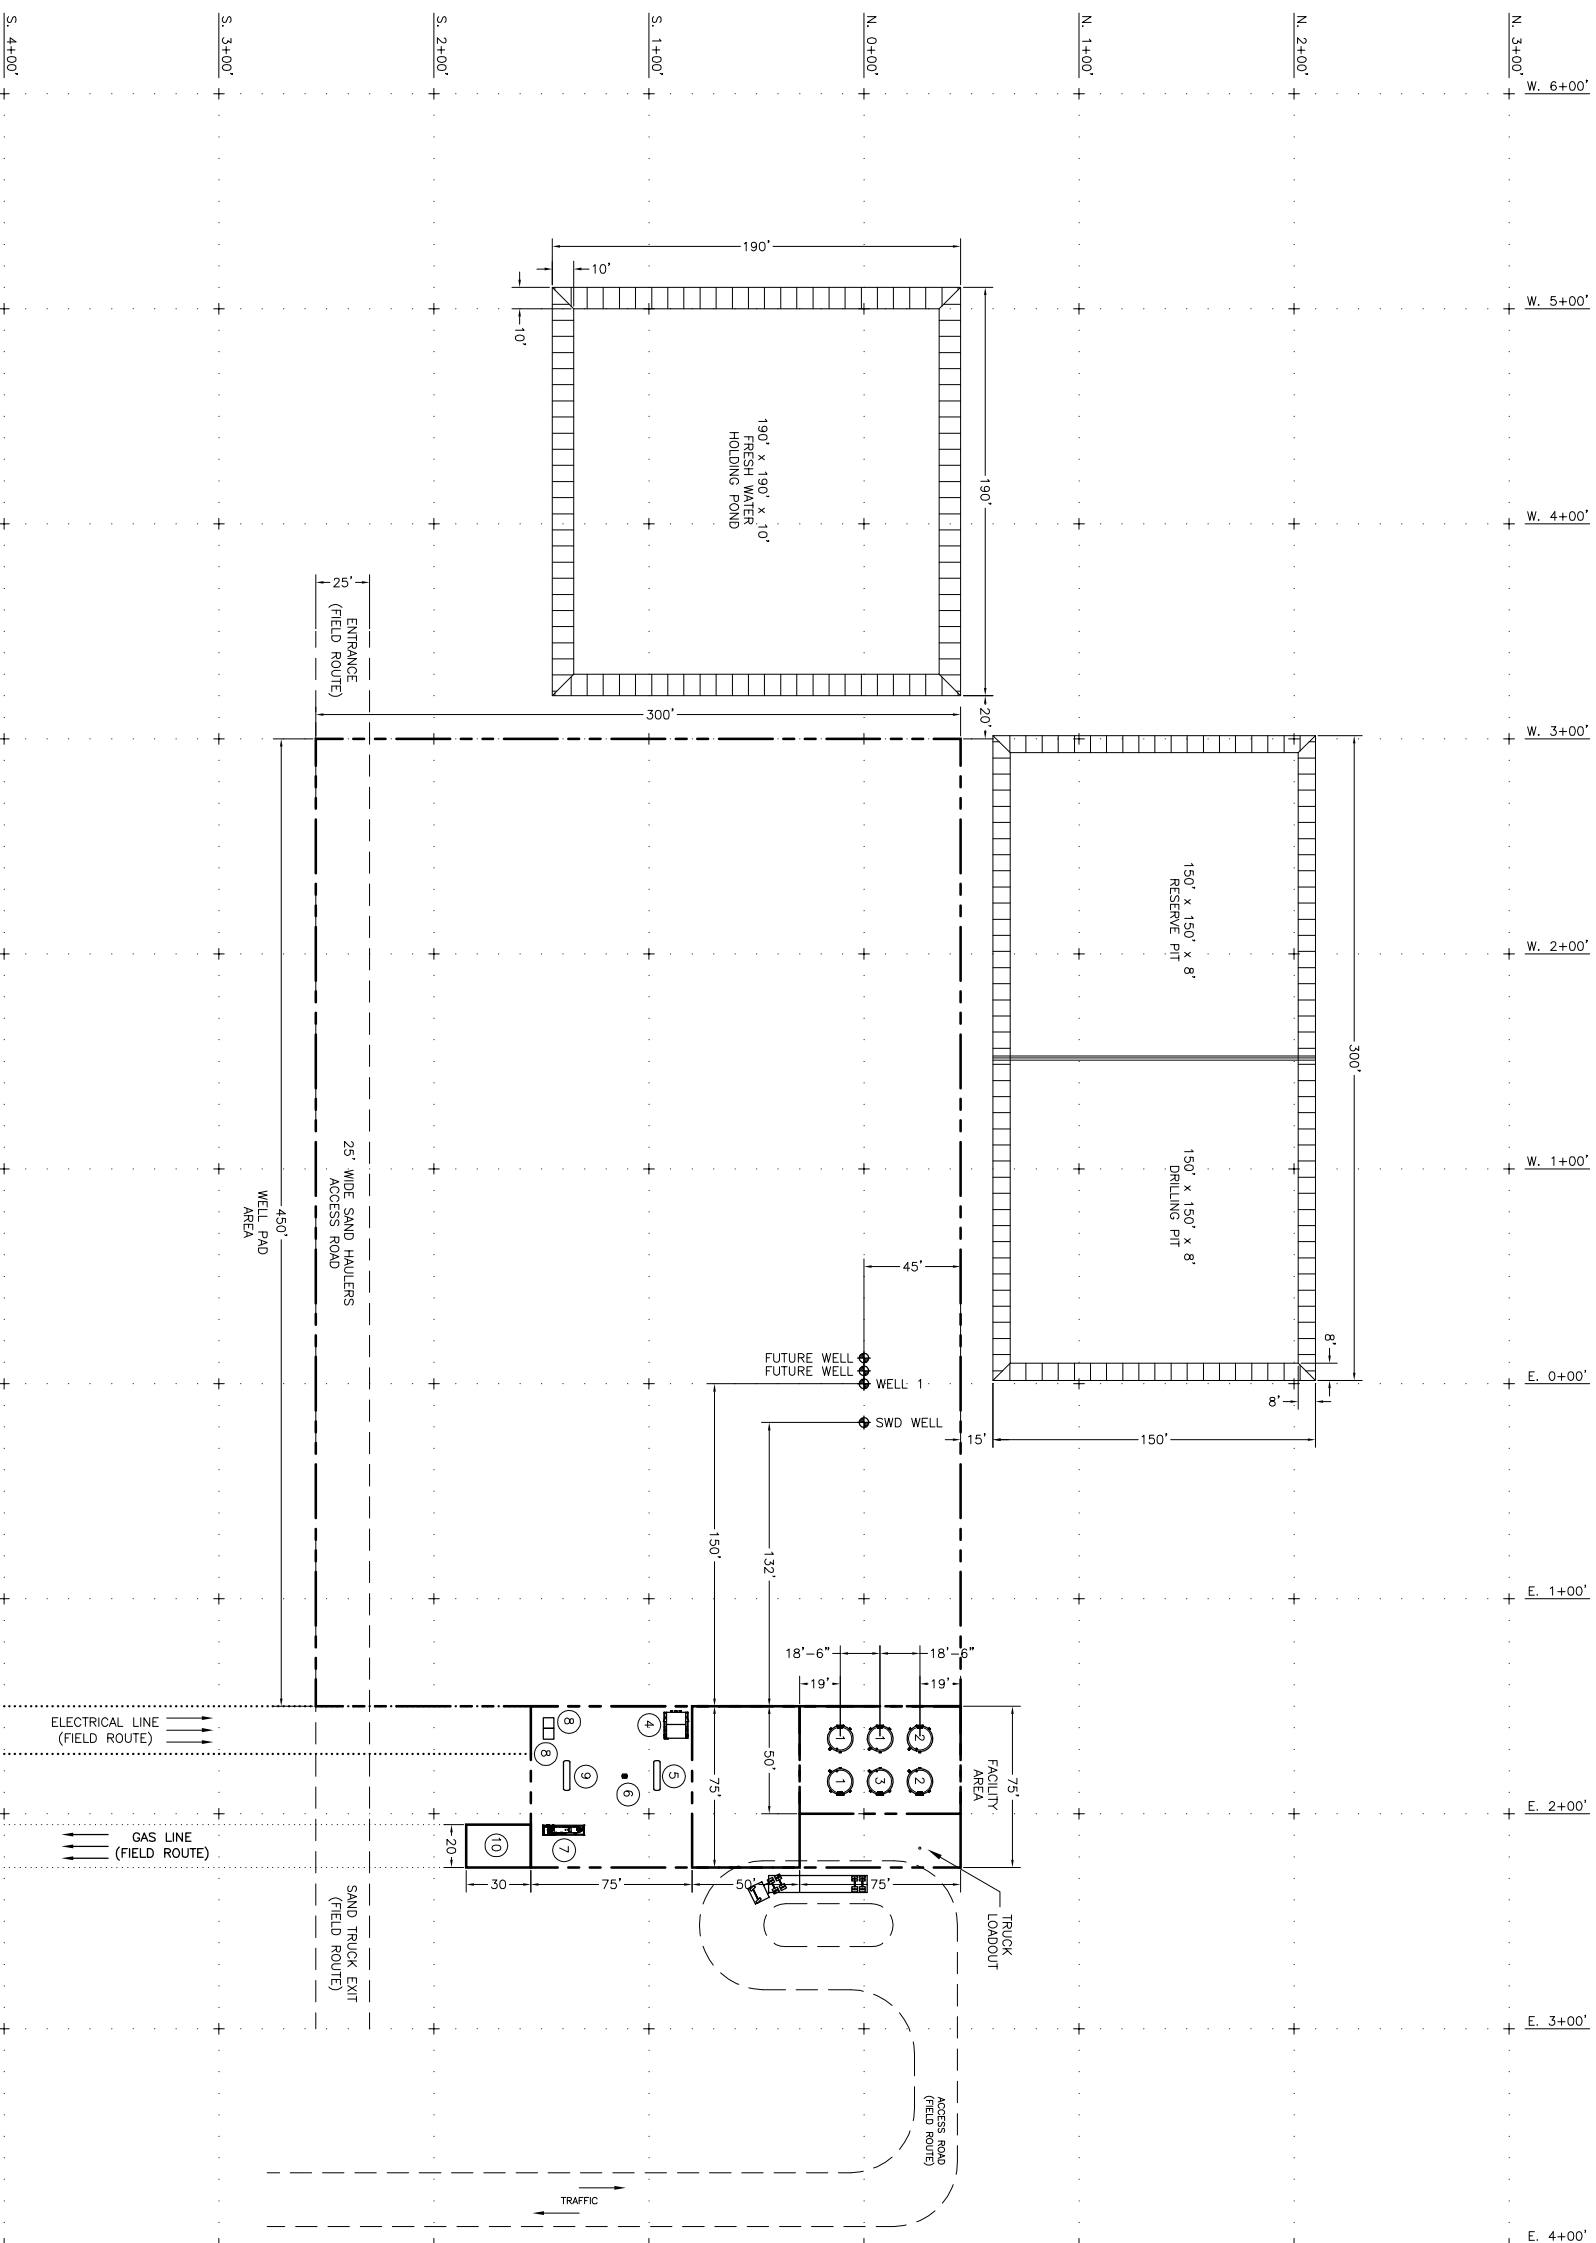 S. 4+00'
S. 3+00'
S. 2+00'
S. 1+00'
N. 0+00'
N. 1+00'
N. 2+00'
N. 3+00'
W. 6+00'
W. 5+00'
W. 4+00'
W. 3+00'
W. 2+00'
W. 1+00'
E. 0+00'
E. 1+00'
E. 2+00'
E. 3+00'
E. 4+00'
190'
10'
10'
190'
190' x 190' x 10'
FRESH WATER
HOLDING POND
25'
ENTRANCE
(FIELD ROUTE)
300'
20'
150' x 150' x 8'
RESERVE PIT
300'
150' x 150' x 8'
DRILLING PIT
8'
8'
150'
15'
45'
25' WIDE SAND HAULERS
ACCESS ROAD
450'
WELL PAD
AREA
FUTURE WELL
FUTURE WELL
WELL 1
SWD WELL
150'
132'
18'-6"
18'-6"
19'
19'
ELECTRICAL LINE
(FIELD ROUTE)
8
4
1
1
2
8
9
6
5
1
3
2
50'
75'
FACILITY
AREA
75'
GAS LINE
(FIELD ROUTE)
20
10
7
30
75'
50'
75'
TRUCK
LOADOUT
SAND TRUCK EXIT
(FIELD ROUTE)
ACCESS ROAD
(FIELD ROUTE)
TRAFFIC